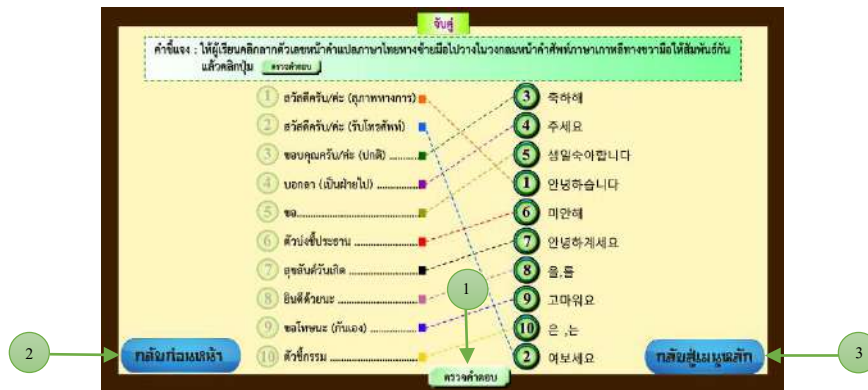 จับคู่
คำชี้แจง : ให้ผู้เรียนคลิกลากตัวเลขหน้าคำแปลภาษาไทยทางซ้ายมือไปวางในวงกลมหน้าคำศัพท์ภาษาเกาหลีทางขวามือให้สัมพันธ์กัน
แล้วคลิกปุ่ม ตรวจคำตอบ
1 สวัสดีครับ/ค่ะ (สุภาพทางการ) 3 축하해
2 สวัสดีครับ/ค่ะ (รับโทรศัพท์) 4 주세요
3 ขอบคุณครับ/ค่ะ (ปกติ) .......... 5 생일축하합니다
4 บอกลา (เป็นฝ่ายไป) .............. 1 안녕하습니다
5 ขอ.......................................... 6 미안해
6 ตัวบ่งชี้ประธาน ..................... 7 안녕하계세요
7 สุขสันต์วันเกิด ....................... 8 을,를
8 ยินดีด้วยนะ ........................... 9 고마워요
9 ขอโทษนะ (กันเอง) ................ 10 은 ,는
10 ตัวชี้กรรม ............................ 2 여보세요
1
2 กลับก่อนหน้า ตรวจคำตอบ กลับสู่เมนูหลัก 3